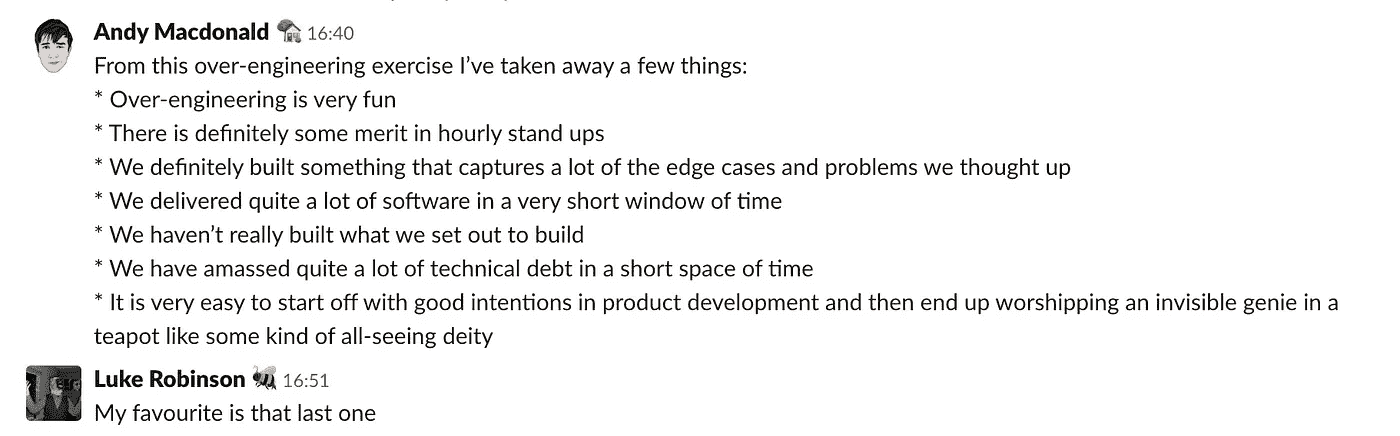 Andy Macdonald 16:40
From this over-engineering exercise I’ve taken away a few things:
* Over-engineering is very fun
* There is definitely some merit in hourly stand ups
* We definitely built something that captures a lot of the edge cases and problems we thought up
* We delivered quite a lot of software in a very short window of time
* We haven’t really built what we set out to build
* We have amassed quite a lot of technical debt in a short space of time
* It is very easy to start off with good intentions in product development and then end up worshipping an invisible genie in a
teapot like some kind of all-seeing deity
Luke Robinson 16:51
My favourite is that last one